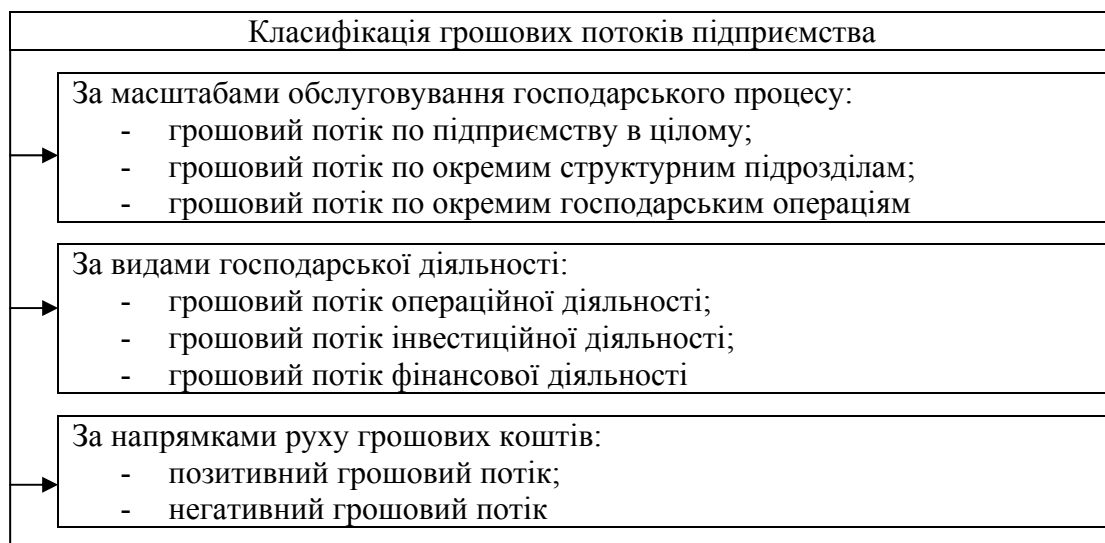 Класифікація грошових потоків підприємства
За масштабами обслуговування господарського процесу:
- грошовий потік по підприємству в цілому;
- грошовий потік по окремим структурним підрозділам;
- грошовий потік по окремим господарським операціям
За видами господарської діяльності:
- грошовий потік операційної діяльності;
- грошовий потік інвестиційної діяльності;
- грошовий потік фінансової діяльності
За напрямками руху грошових коштів:
- позитивний грошовий потік;
- негативний грошовий потік